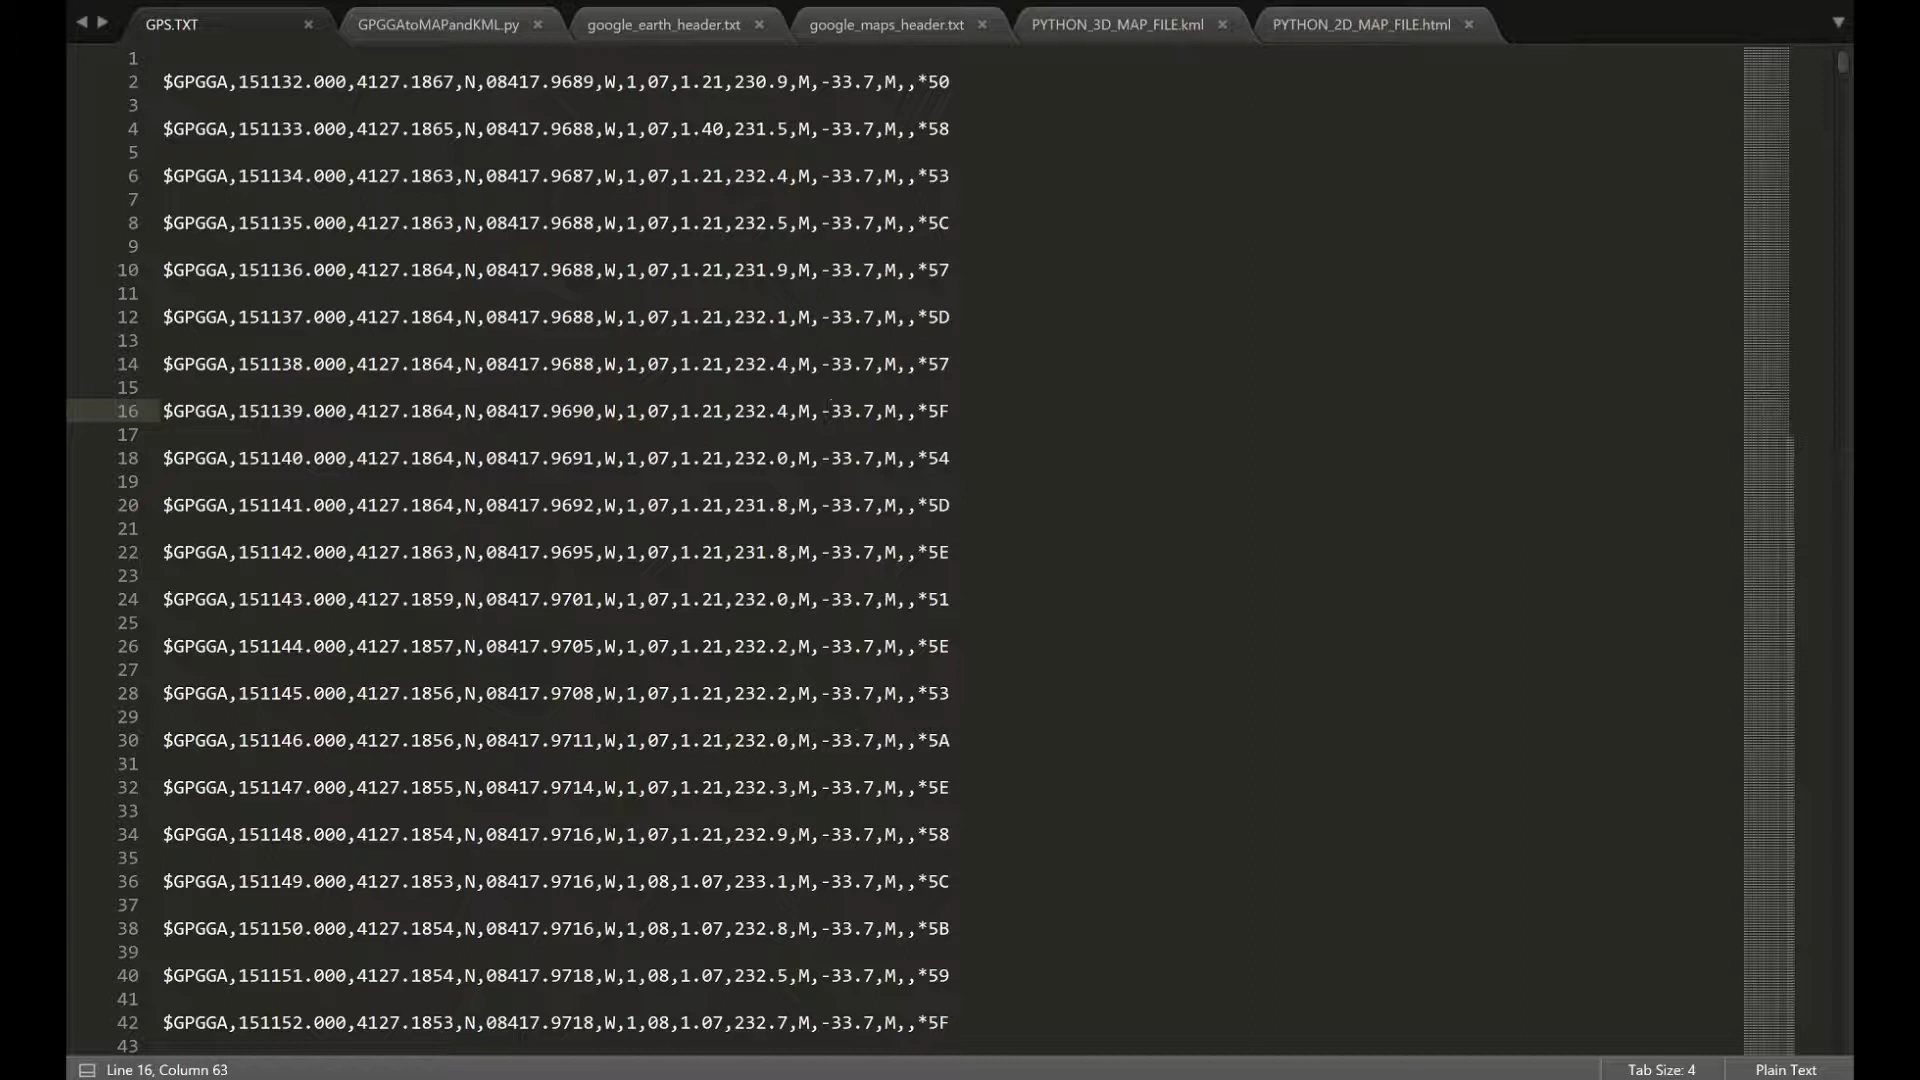 GPS.TXT × GPGGAtoMAPandKML.py × google_earth_header.txt × google_maps_header.txt × PYTHON_3D_MAP_FILE.kml × PYTHON_2D_MAP_FILE.html ×
1
2 $GPGGA,151132.000,4127.1867,N,08417.9689,W,1,07,1.21,230.9,M,-33.7,M,,*50
3
4 $GPGGA,151133.000,4127.1865,N,08417.9688,W,1,07,1.40,231.5,M,-33.7,M,,*58
5
6 $GPGGA,151134.000,4127.1863,N,08417.9687,W,1,07,1.21,232.4,M,-33.7,M,,*53
7
8 $GPGGA,151135.000,4127.1863,N,08417.9688,W,1,07,1.21,232.5,M,-33.7,M,,*5C
9
10 $GPGGA,151136.000,4127.1864,N,08417.9688,W,1,07,1.21,231.9,M,-33.7,M,,*57
11
12 $GPGGA,151137.000,4127.1864,N,08417.9688,W,1,07,1.21,232.1,M,-33.7,M,,*5D
13
14 $GPGGA,151138.000,4127.1864,N,08417.9688,W,1,07,1.21,232.4,M,-33.7,M,,*57
15
16 $GPGGA,151139.000,4127.1864,N,08417.9690,W,1,07,1.21,232.4,M,-33.7,M,,*5F
17
18 $GPGGA,151140.000,4127.1864,N,08417.9691,W,1,07,1.21,232.0,M,-33.7,M,,*54
19
20 $GPGGA,151141.000,4127.1864,N,08417.9692,W,1,07,1.21,231.8,M,-33.7,M,,*5D
21
22 $GPGGA,151142.000,4127.1863,N,08417.9695,W,1,07,1.21,231.8,M,-33.7,M,,*5E
23
24 $GPGGA,151143.000,4127.1859,N,08417.9701,W,1,07,1.21,232.0,M,-33.7,M,,*51
25
26 $GPGGA,151144.000,4127.1857,N,08417.9705,W,1,07,1.21,232.2,M,-33.7,M,,*5E
27
28 $GPGGA,151145.000,4127.1856,N,08417.9708,W,1,07,1.21,232.2,M,-33.7,M,,*53
29
30 $GPGGA,151146.000,4127.1856,N,08417.9711,W,1,07,1.21,232.0,M,-33.7,M,,*5A
31
32 $GPGGA,151147.000,4127.1855,N,08417.9714,W,1,07,1.21,232.3,M,-33.7,M,,*5E
33
34 $GPGGA,151148.000,4127.1854,N,08417.9716,W,1,07,1.21,232.9,M,-33.7,M,,*58
35
36 $GPGGA,151149.000,4127.1853,N,08417.9716,W,1,08,1.07,233.1,M,-33.7,M,,*5C
37
38 $GPGGA,151150.000,4127.1854,N,08417.9716,W,1,08,1.07,232.8,M,-33.7,M,,*5B
39
40 $GPGGA,151151.000,4127.1854,N,08417.9718,W,1,08,1.07,232.5,M,-33.7,M,,*59
41
42 $GPGGA,151152.000,4127.1853,N,08417.9718,W,1,08,1.07,232.7,M,-33.7,M,,*5F
43
Line 16, Column 63 Tab Size: 4 Plain Text